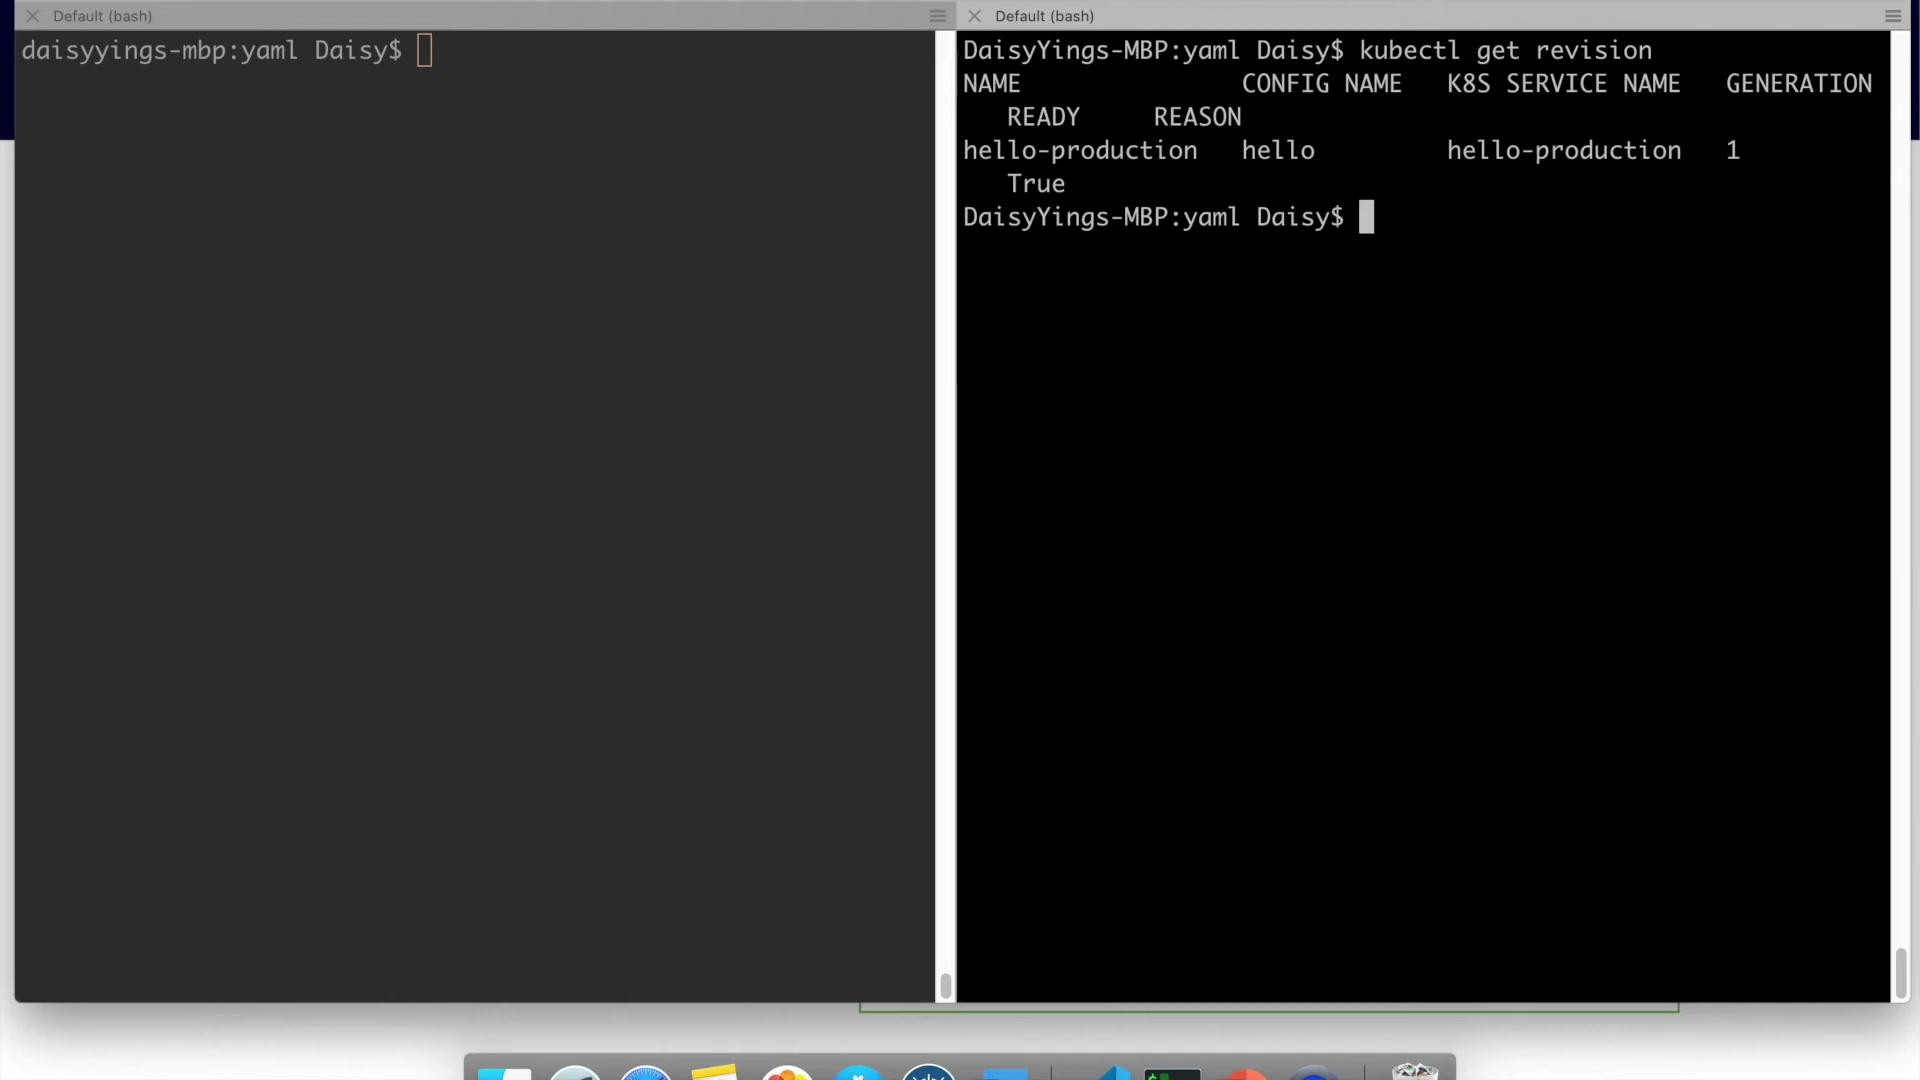 Default (bash)
daisyyings-mbp:yaml Daisy$
Default (bash)
DaisyYings-MBP:yaml Daisy$ kubectl get revision
NAME CONFIG NAME K8S SERVICE NAME GENERATION
READY REASON
hello-production hello hello-production 1
True
DaisyYings-MBP:yaml Daisy$